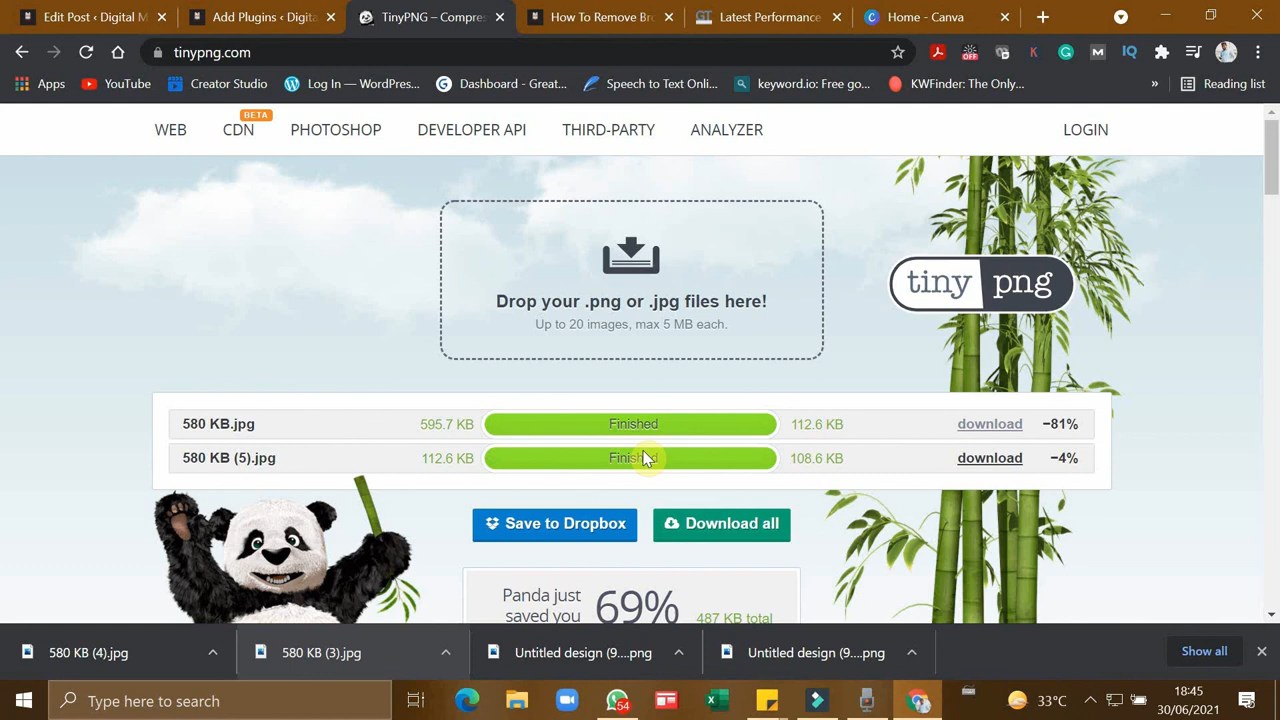 Edit Post ‹ Digital M
Add Plugins ‹ Digita
TinyPNG – Compres
How To Remove Bro
Latest Performance
Home - Canva
tinypng.com
Apps
YouTube
Creator Studio
Log In — WordPres...
Dashboard - Great...
Speech to Text Onli...
keyword.io: Free go...
KWFinder: The Only...
»
Reading list
WEB
CDN
BETA
PHOTOSHOP
DEVELOPER API
THIRD-PARTY
ANALYZER
LOGIN
Drop your .png or .jpg files here!
Up to 20 images, max 5 MB each.
tiny png
580 KB.jpg 595.7 KB Finished 112.6 KB download −81%
580 KB (5).jpg 112.6 KB Finished 108.6 KB download −4%
Save to Dropbox
Download all
Panda just
saved you
69%
487 KB total
580 KB (4).jpg
580 KB (3).jpg
Untitled design (9....png
Untitled design (9....png
Show all
Type here to search
54
33°C
18:45
30/06/2021